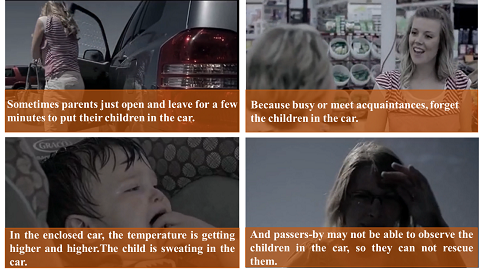 Sometimes parents just open and leave for a few
minutes to put their children in the car.
Because busy or meet acquaintances, forget
the children in the car.
GRACO
In the enclosed car, the temperature is getting
higher and higher.The child is sweating in the
car.
And passers-by may not be able to observe the
children in the car, so they can not rescue
them.